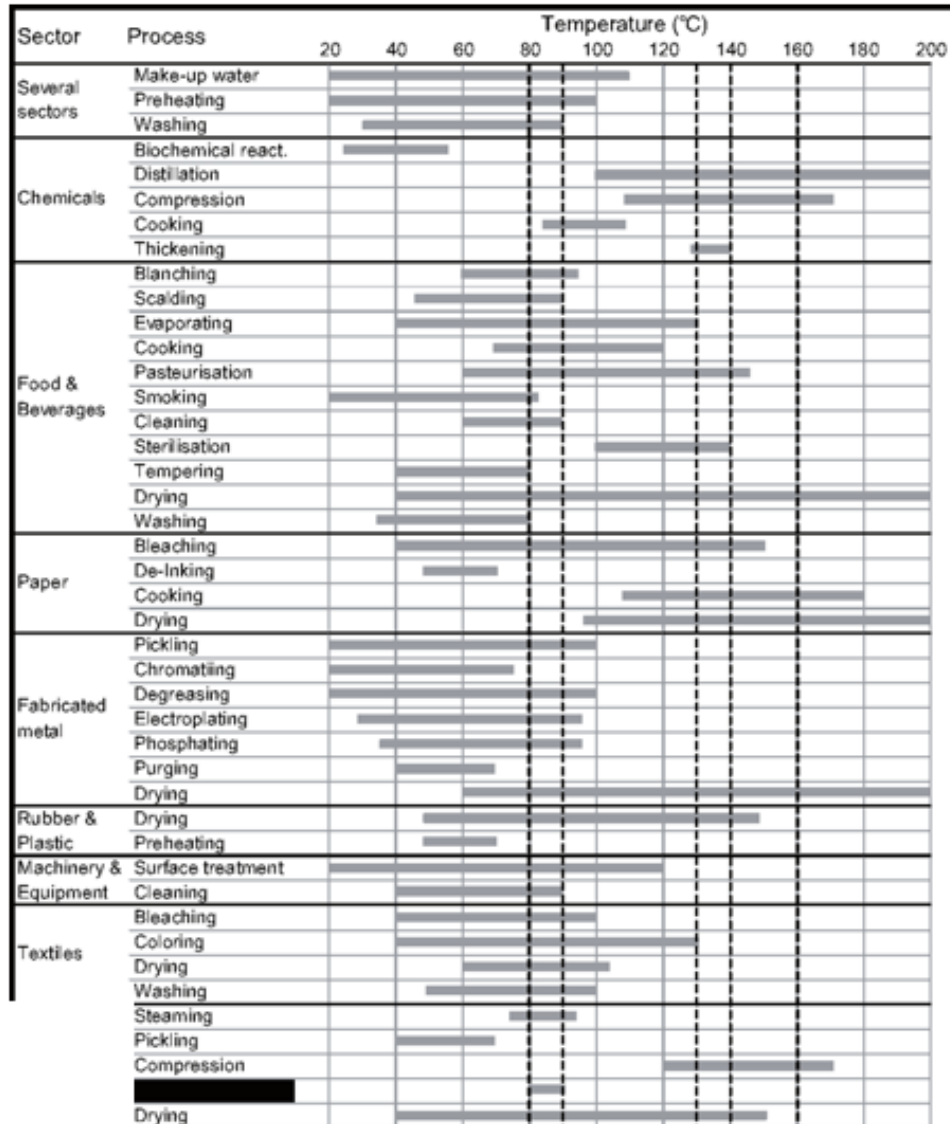 Sector Process Temperature (°C)
20 40 60 80 100 120 140 160 180 200
Several sectors
Make-up water
Preheating
Washing
Chemicals
Biochemical react.
Distillation
Compression
Cooking
Thickening
Food & Beverages
Blanching
Scalding
Evaporating
Cooking
Pasteurisation
Smoking
Cleaning
Sterilisation
Tempering
Drying
Washing
Paper
Bleaching
De-Inking
Cooking
Drying
Fabricated metal
Pickling
Chromatiing
Degreasing
Electroplating
Phosphating
Purging
Drying
Rubber & Plastic
Drying
Preheating
Machinery & Equipment
Surface treatment
Cleaning
Textiles
Bleaching
Coloring
Drying
Washing
Steaming
Pickling
Compression
Drying